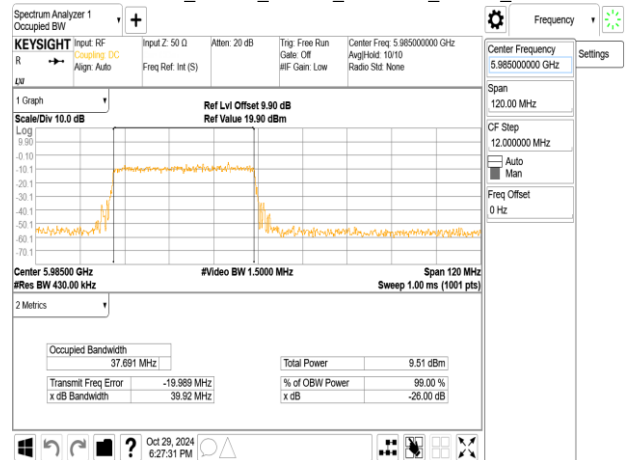 Spectrum Analyzer 1
Occupied BW
Frequency
KEYSIGHT
R
LXI
Input: RF
Coupling: DC
Align: Auto
Input Z: 50 Ω
Freq Ref: Int (S)
Atten: 20 dB
Trig: Free Run
Gate: Off
#IF Gain: Low
Center Freq: 5.985000000 GHz
Avg|Hold: 10/10
Radio Std: None
Center Frequency
5.985000000 GHz
Settings
Span
120.00 MHz
CF Step
12.000000 MHz
Auto
Man
Freq Offset
0 Hz
1 Graph
Scale/Div 10.0 dB
Ref Lvl Offset 9.90 dB
Ref Value 19.90 dBm
Log
9.90
-0.10
-10.1
-20.1
-30.1
-40.1
-50.1
-60.1
-70.1
Center 5.98500 GHz
#Video BW 1.5000 MHz
Span 120 MHz
#Res BW 430.00 kHz
Sweep 1.00 ms (1001 pts)
2 Metrics
Occupied Bandwidth
37.691 MHz
Total Power 9.51 dBm
Transmit Freq Error -19.989 MHz
% of OBW Power 99.00 %
x dB Bandwidth 39.92 MHz
x dB -26.00 dB
Oct 29, 2024
6:27:31 PM